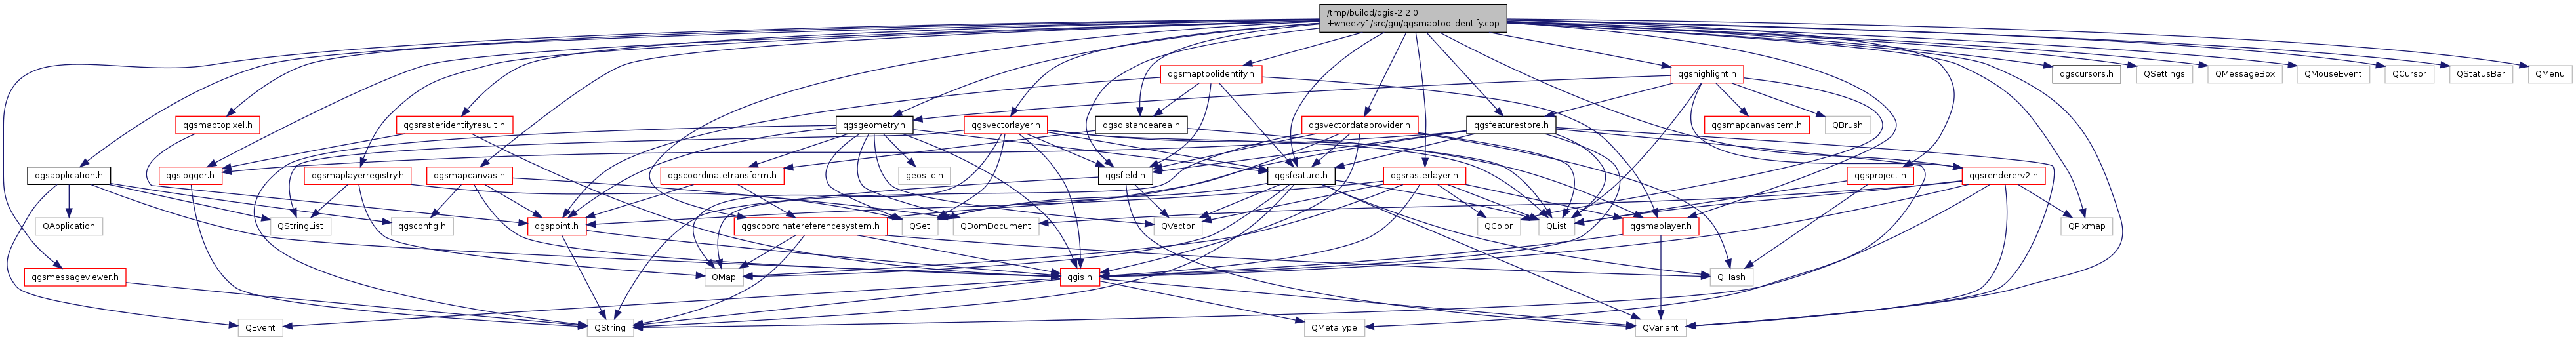 /tmp/buildd/qgis-2.2.0
+wheezy1/src/gui/qgsmaptoolidentify.cpp
qgsmaptoolidentify.h
qgshighlight.h
qgscursors.h
QSettings
QMessageBox
QMouseEvent
QCursor
QStatusBar
QMenu
qgsmaptopixel.h
qgsrasteridentifyresult.h
qgsgeometry.h
qgsvectorlayer.h
qgsdistancearea.h
qgsvectordataprovider.h
qgsfeaturestore.h
qgsmapcanvasitem.h
QBrush
qgsapplication.h
qgslogger.h
qgsmaplayerregistry.h
qgsmapcanvas.h
qgscoordinatetransform.h
geos_c.h
qgsfield.h
qgsfeature.h
qgsrasterlayer.h
qgsproject.h
qgsrendererv2.h
QApplication
QStringList
qgsconfig.h
qgspoint.h
qgscoordinatereferencesystem.h
QSet
QDomDocument
QVector
QColor
QList
qgsmaplayer.h
QPixmap
qgsmessageviewer.h
QMap
qgis.h
QHash
QEvent
QString
QMetaType
QVariant